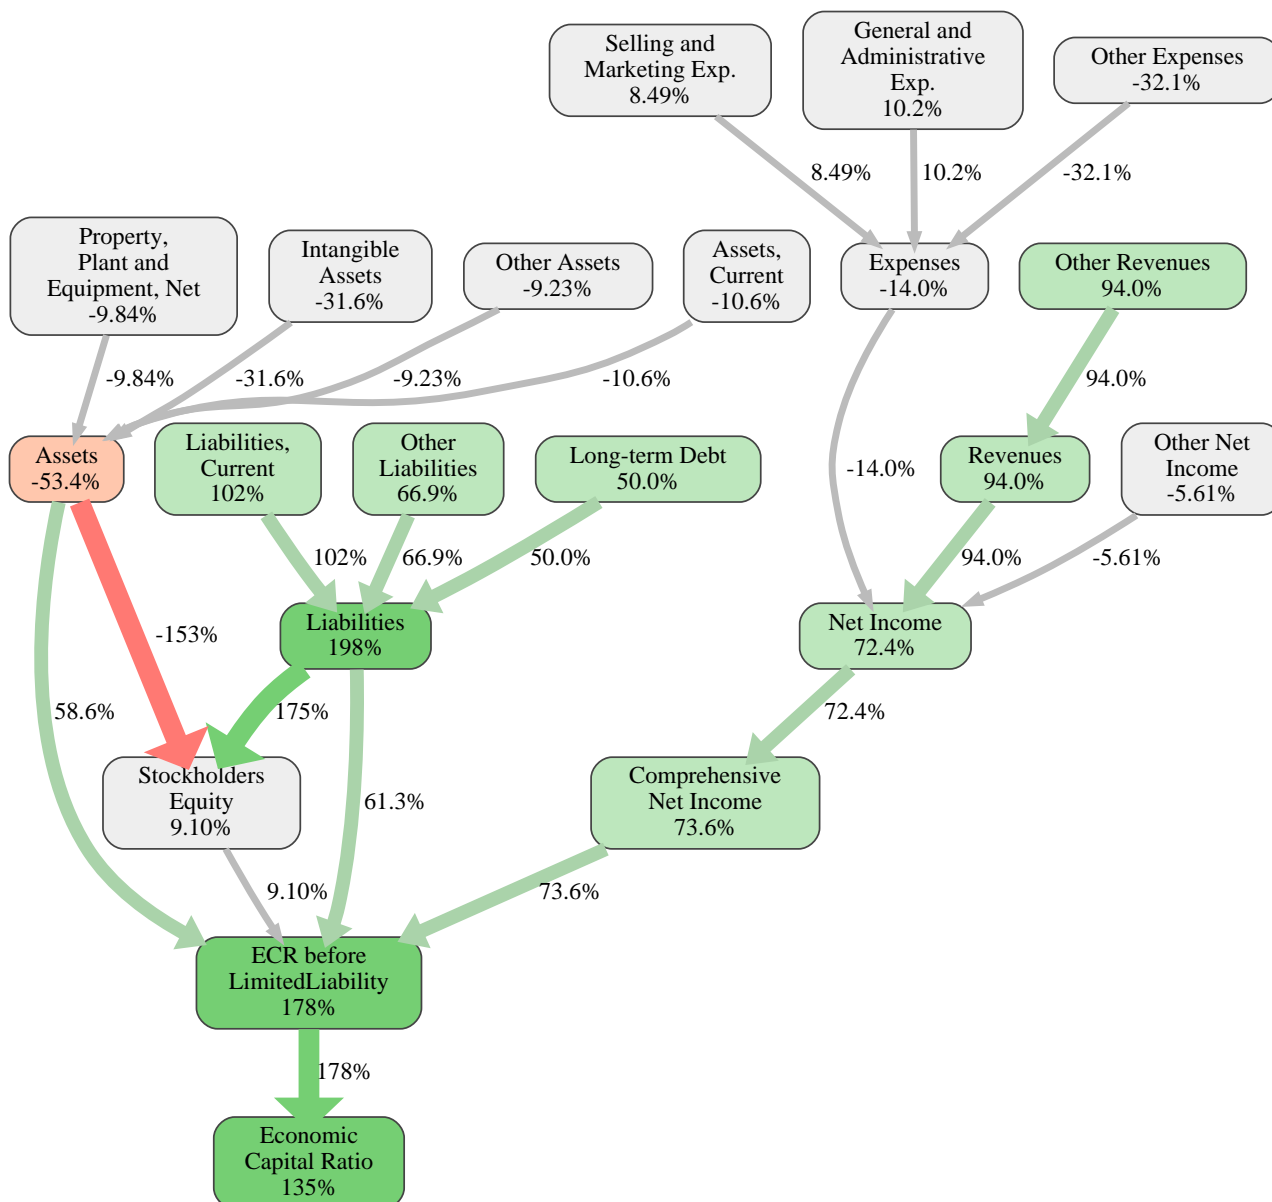 Selling and
Marketing Exp.
8.49%
General and
Administrative
Exp.
10.2%
Other Expenses
-32.1%
8.49%
10.2%
-32.1%
Property,
Plant and
Equipment, Net
-9.84%
Intangible
Assets
-31.6%
Other Assets
-9.23%
Assets,
Current
-10.6%
Expenses
-14.0%
Other Revenues
94.0%
-9.84%
-31.6%
-9.23%
-10.6%
94.0%
Assets
-53.4%
Liabilities,
Current
102%
Other
Liabilities
66.9%
Long-term Debt
50.0%
-14.0%
Revenues
94.0%
Other Net
Income
-5.61%
102%
66.9%
50.0%
94.0%
-5.61%
-153%
Liabilities
198%
Net Income
72.4%
58.6%
175%
72.4%
Stockholders
Equity
9.10%
61.3%
Comprehensive
Net Income
73.6%
9.10%
73.6%
ECR before
LimitedLiability
178%
178%
Economic
Capital Ratio
135%